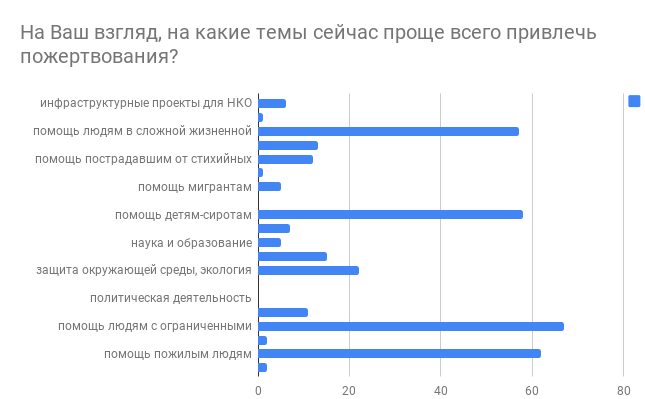 На Ваш взгляд, на какие темы сейчас проще всего привлечь
пожертвования?
инфраструктурные проекты для НКО
помощь людям в сложной жизненной
помощь пострадавшим от стихийных
помощь мигрантам
помощь детям-сиротам
наука и образование
защита окружающей среды, экология
политическая деятельность
помощь людям с ограниченными
помощь пожилым людям
0 20 40 60 80